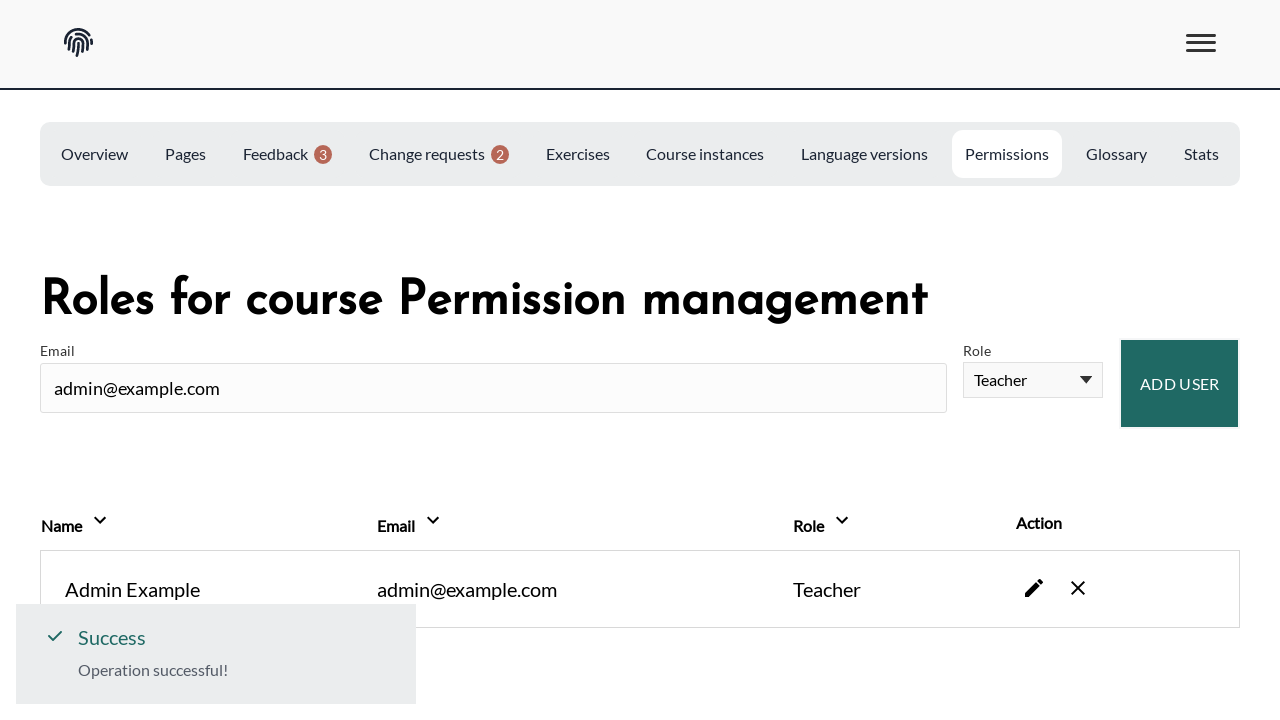 Overview Pages Feedback 3 Change requests 2 Exercises Course instances Language versions Permissions Glossary Stats
Roles for course Permission management
Email Role
admin@example.com Teacher ADD USER
Name Email Role Action
Admin Example admin@example.com Teacher
Success
Operation successful!